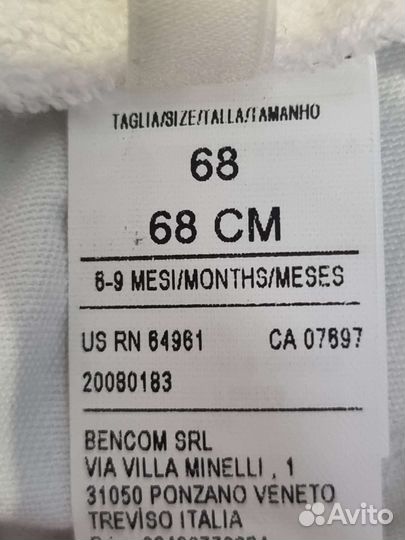 TAGLIA/SIZE/TALLA/TAMANHO
68
68 CM
6-9 MESI/MONTHS/MESES
US RN 64961 CA 07697
20080183
BENCOM SRL
VIA VILLA MINELLI , 1
31050 PONZANO VENETO
TREVISO ITALIA
Avito